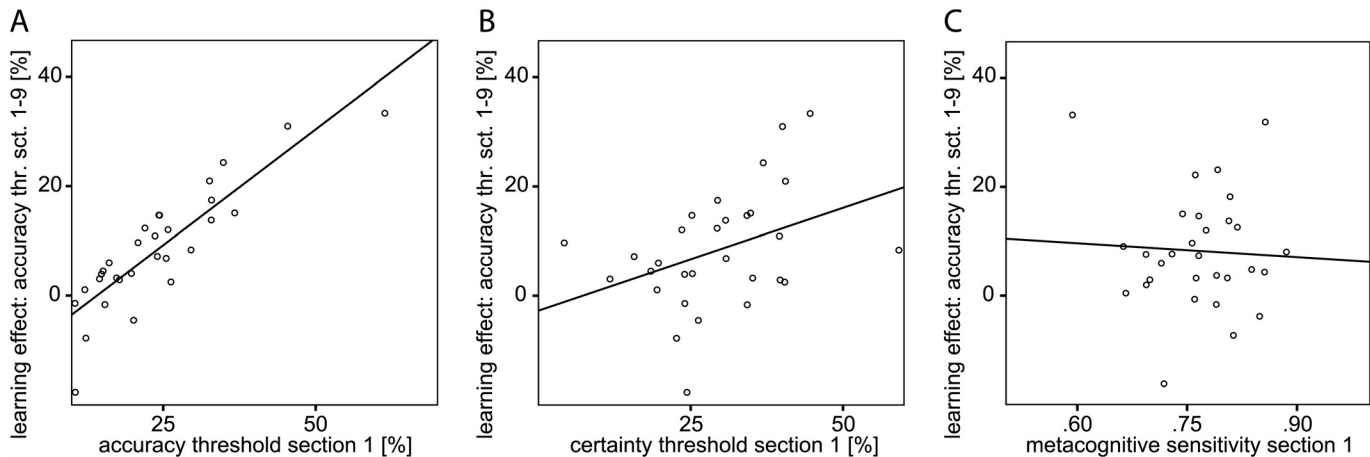 A
learning effect: accuracy thr. sct. 1-9 [%]
40
20
0
25
50
accuracy threshold section 1 [%]
B
learning effect: accuracy thr. sct. 1-9 [%]
40
20
0
25
50
certainty threshold section 1 [%]
C
learning effect: accuracy thr. sct. 1-9 [%]
40
20
0
.60
.75
.90
metacognitive sensitivity section 1